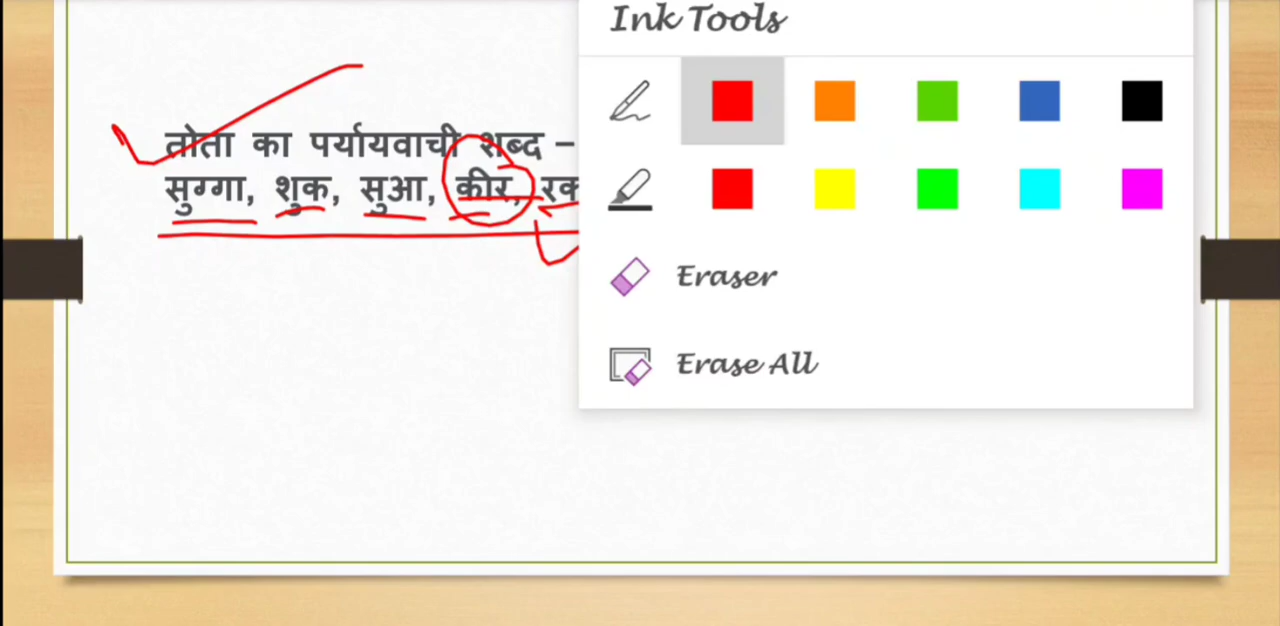 Ink Tools
तोता का पर्यायवाची शब्द –
सुग्गा, शुक, सुआ, कीर,
Eraser
Erase All